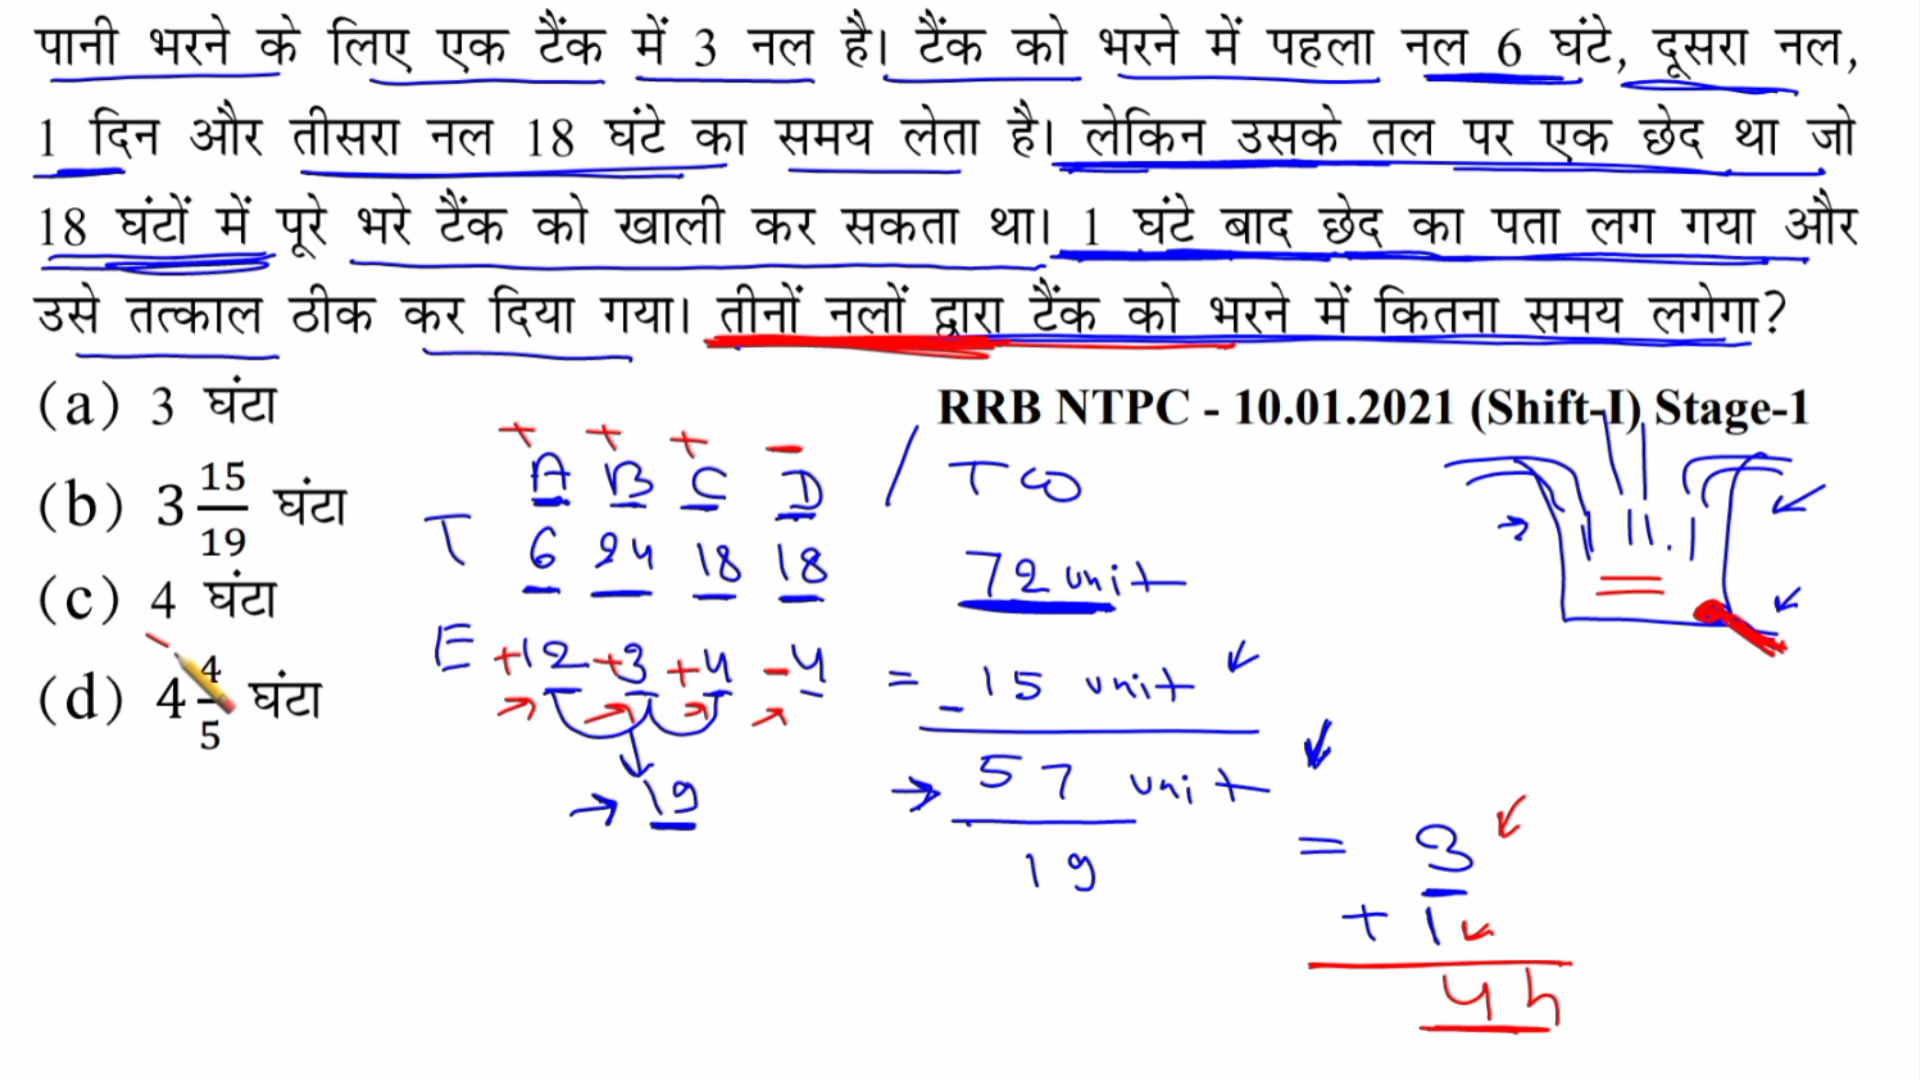 पानी भरने के लिए एक टैंक में 3 नल है। टैंक को भरने में पहला नल 6 घंटे, दूसरा नल,
1 दिन और तीसरा नल 18 घंटे का समय लेता है। लेकिन उसके तल पर एक छेद था जो
18 घंटों में पूरे भरे टैंक को खाली कर सकता था। 1 घंटे बाद छेद का पता लग गया और
उसे तत्काल ठीक कर दिया गया। तीनों नलों द्वारा टैंक को भरने में कितना समय लगेगा?
(a) 3 घंटा
RRB NTPC - 10.01.2021 (Shift-I) Stage-1
(b) 3 15/19 घंटा
(c) 4 घंटा
(d) 4 4/5 घंटा
+ + + -
A B C D / TW
T 6 24 18 18 72 unit
E +12 +3 +4 -4 = 15 unit
-
19
57 unit
19
= 3
+ 1
4 h